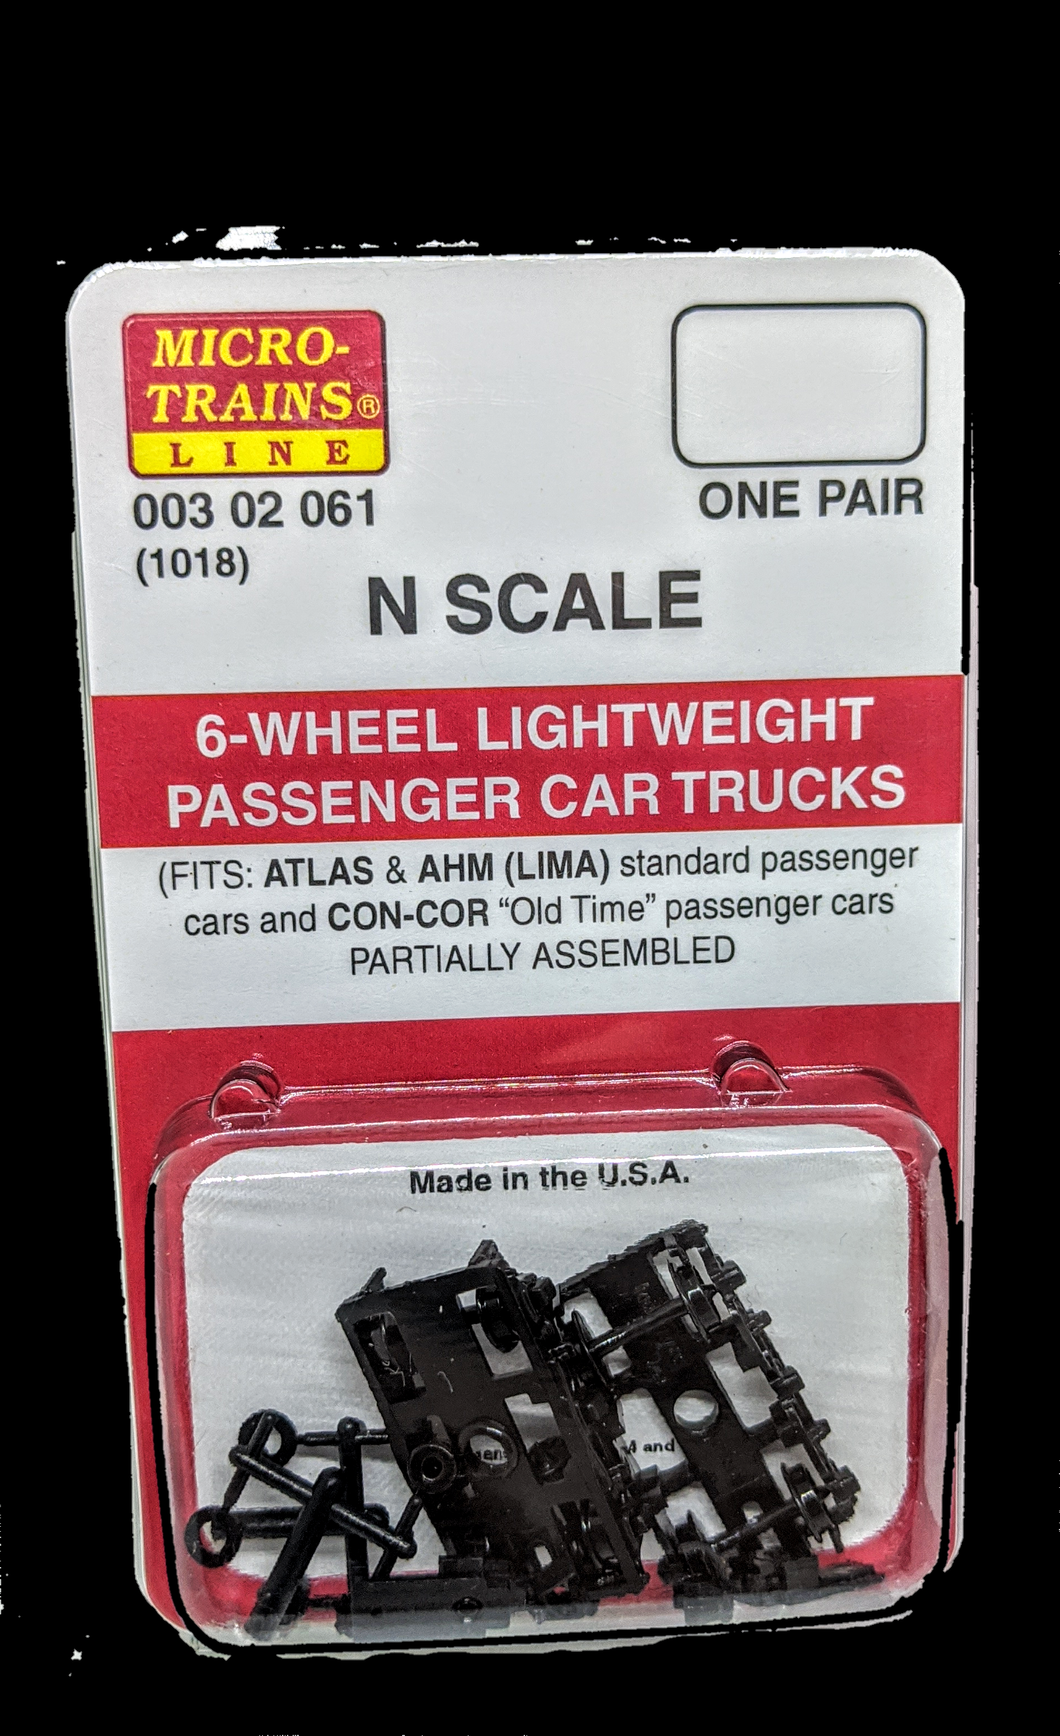 MICRO-
TRAINS®
LINE
003 02 061
(1018)
ONE PAIR
N SCALE
6-WHEEL LIGHTWEIGHT
PASSENGER CAR TRUCKS
(FITS: ATLAS & AHM (LIMA) standard passenger
cars and CON-COR “Old Time” passenger cars
PARTIALLY ASSEMBLED
Made in the U.S.A.
and